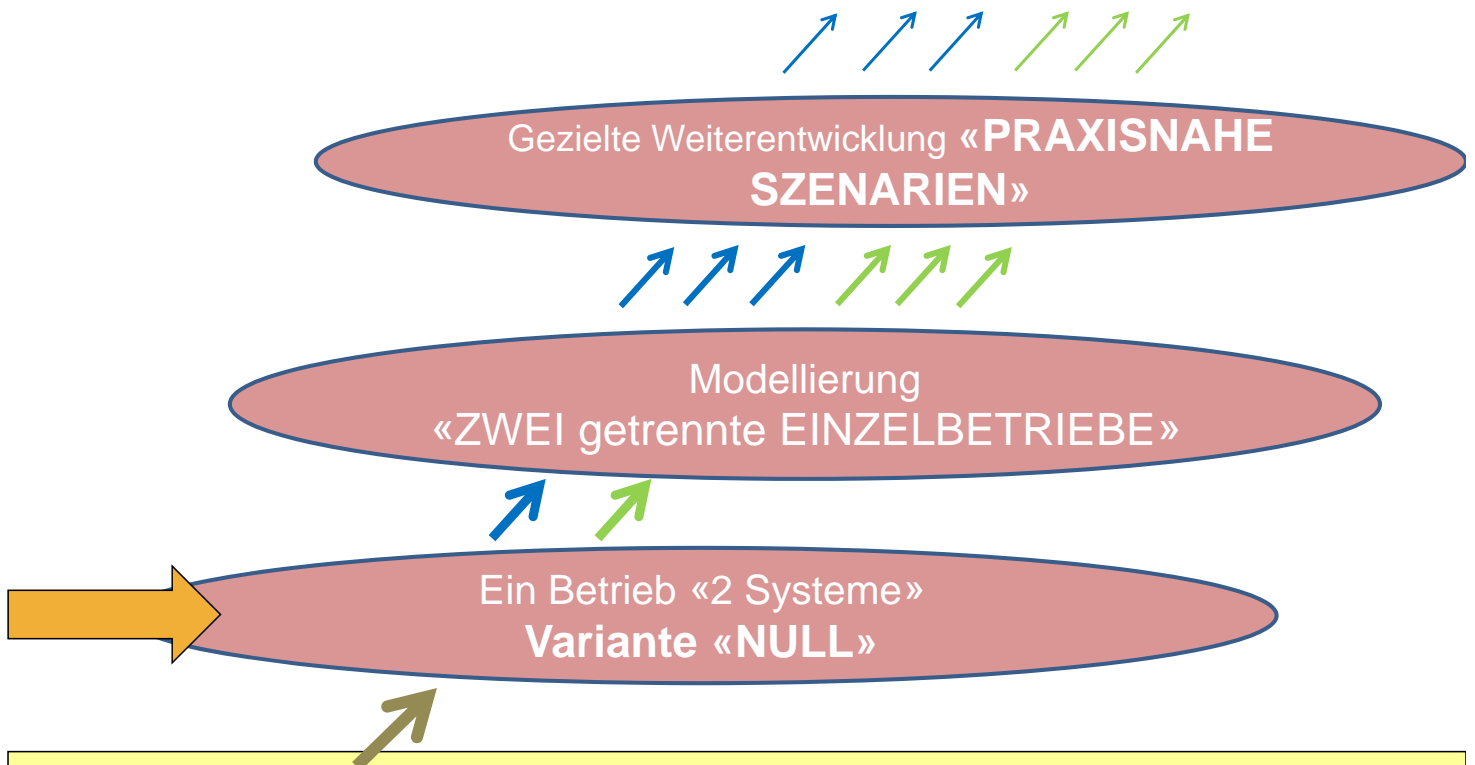 Gezielte Weiterentwicklung «PRAXISNAHE
SZENARIEN»
Modellierung
«ZWEI getrennte EINZELBETRIEBE»
Ein Betrieb «2 Systeme»
Variante «NULL»